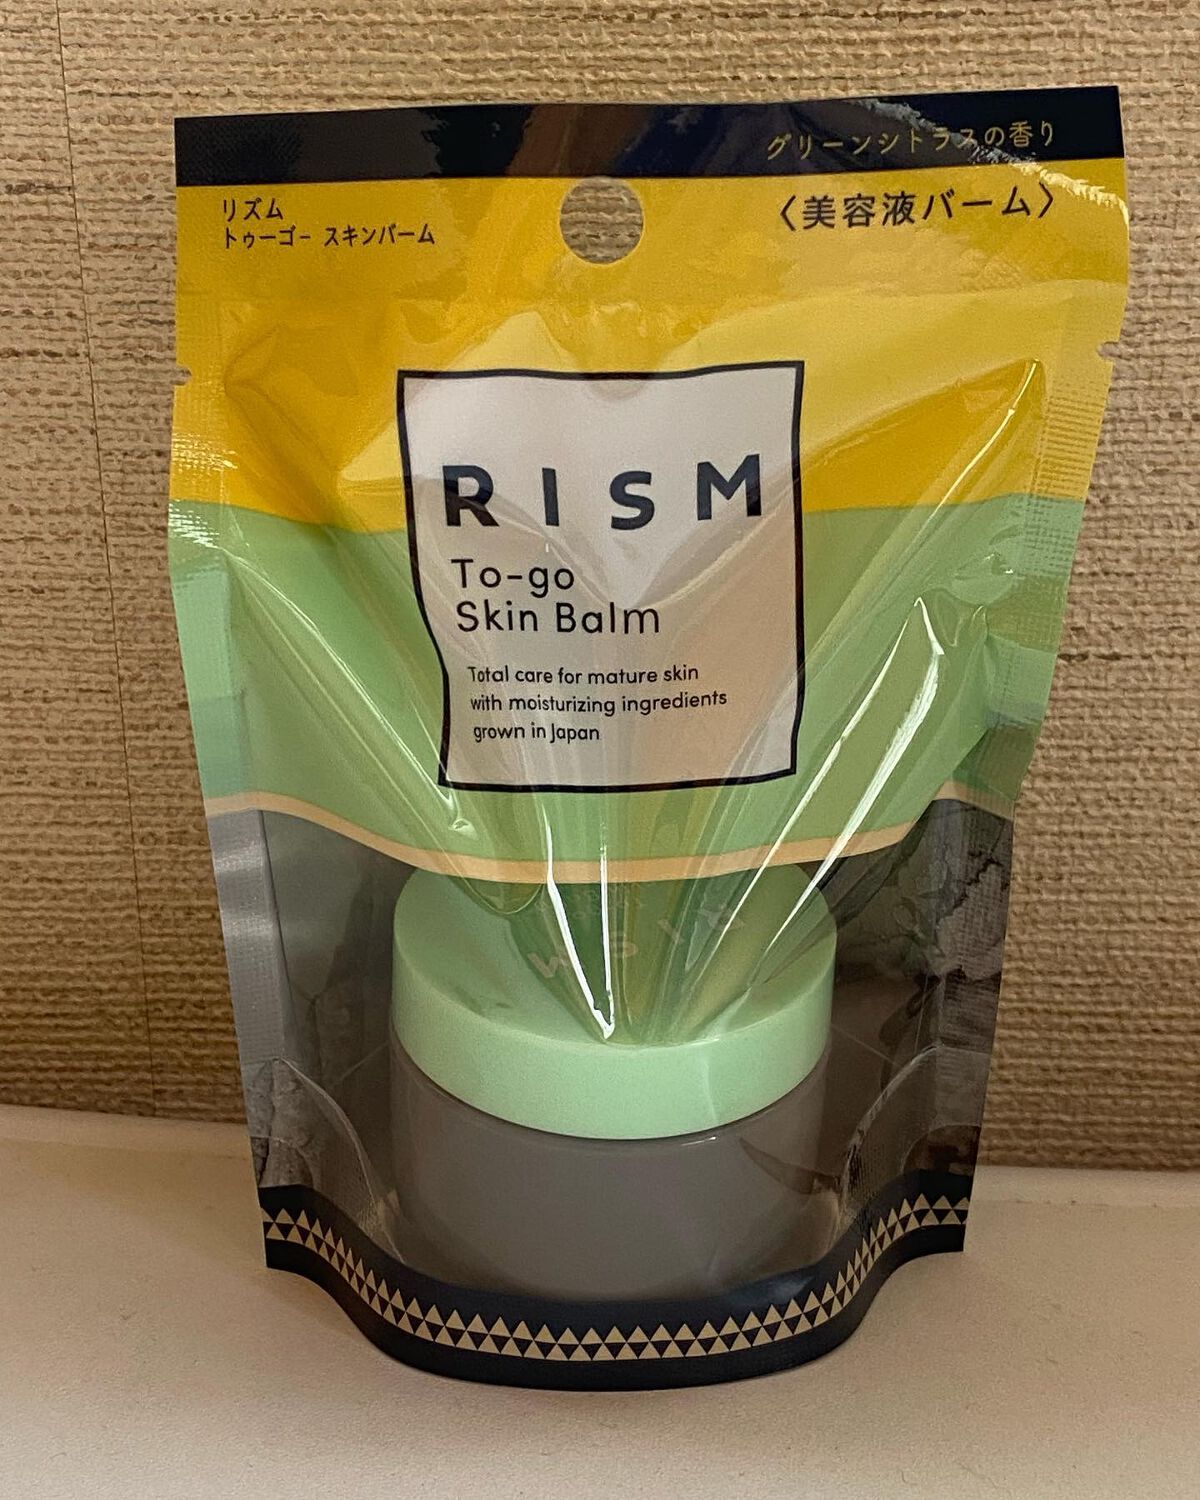 グリーンシトラスの香り
リズム
トゥーゴー スキンバーム
〈美容液バーム〉
RISM
To-go
Skin Balm
Total care for mature skin
with moisturizing ingredients
grown in Japan
RISM